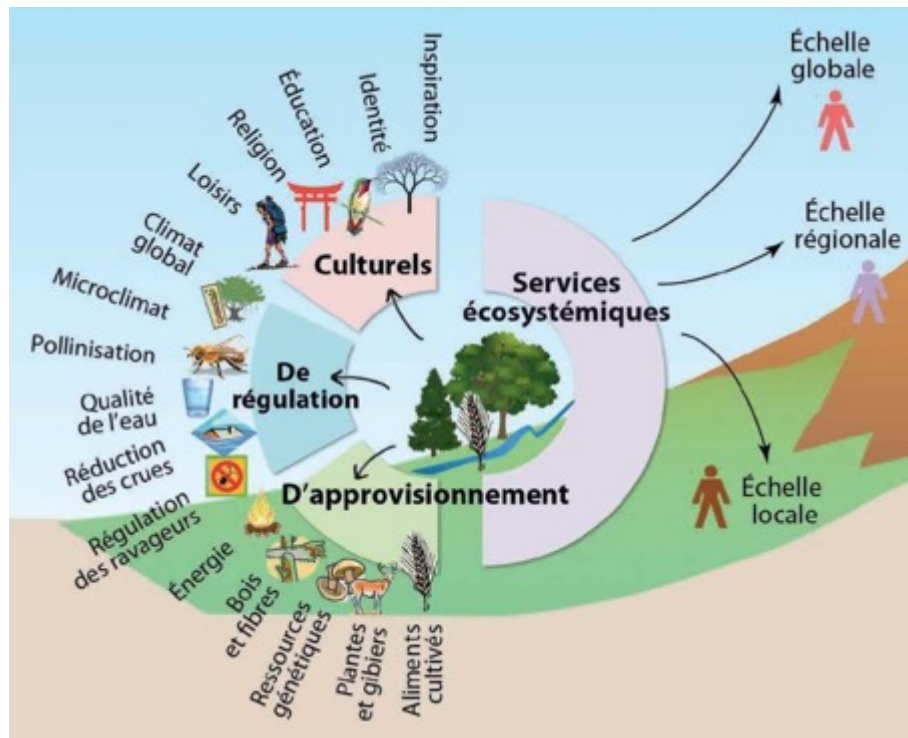 Inspiration
Identité
Éducation
Religion
Loisirs
Climat
global
Microclimat
Pollinisation
Qualité
de l'eau
Réduction
des crues
Régulation
des ravageurs
Énergie
Bois
et fibres
Ressources
génétiques
Plantes
et gibiers
Aliments
cultivés
Culturels
De
régulation
D'approvisionnement
Services
écosystémiques
Échelle
globale
Échelle
régionale
Échelle
locale